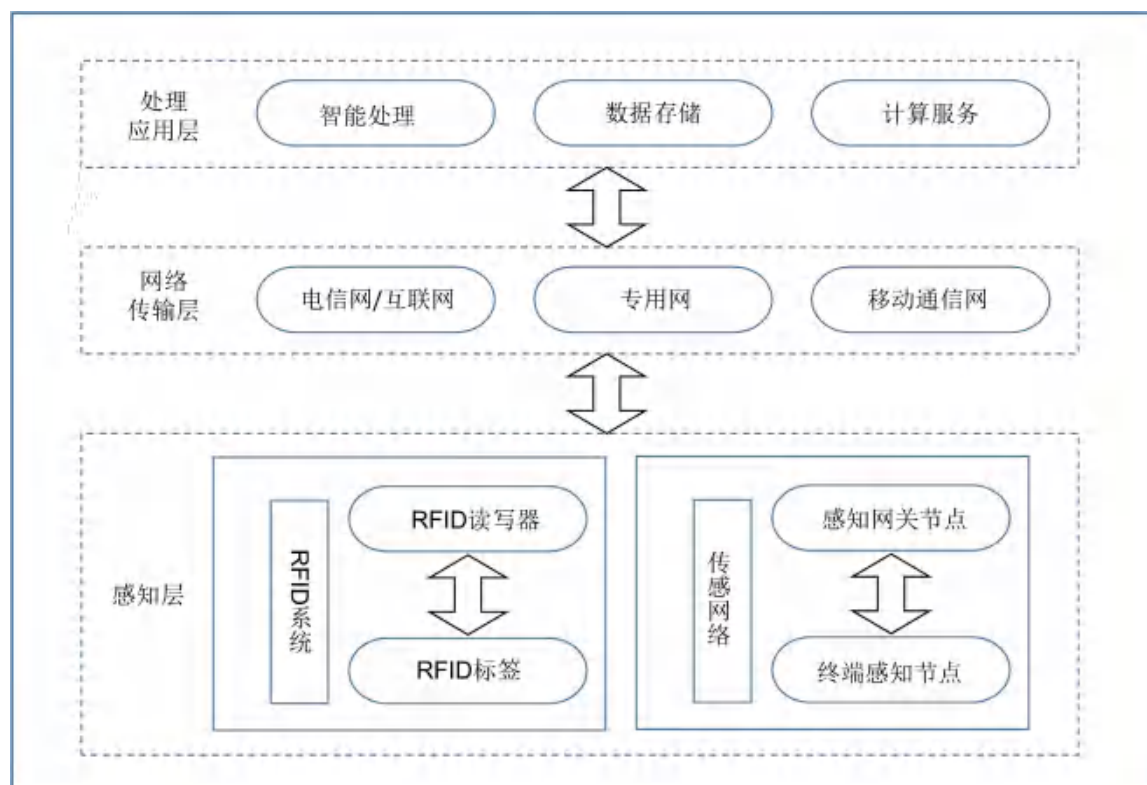 处理
应用层
智能处理
数据存储
计算服务
网络
传输层
电信网/互联网
专用网
移动通信网
感知层
RFID系统
RFID读写器
RFID标签
传感网络
感知网关节点
终端感知节点